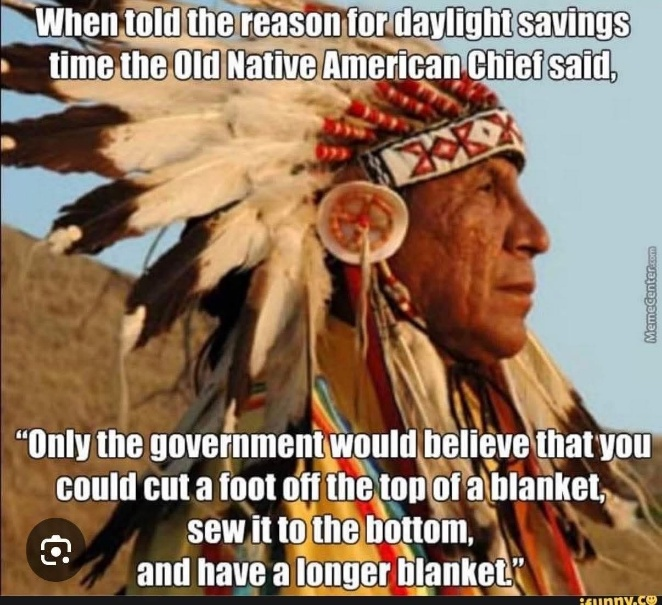 When told the reason for daylight savings
time the Old Native American Chief said,
MemeCenter.com
“Only the government would believe that you
could cut a foot off the top of a blanket,
sew it to the bottom,
and have a longer blanket.”
ifunny.co